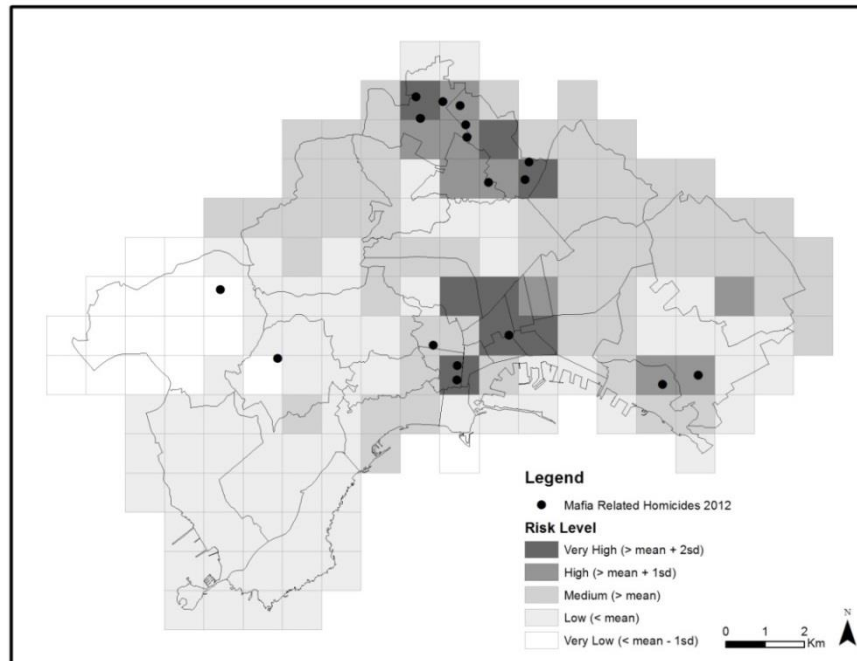 Legend
Mafia Related Homicides 2012
Risk Level
Very High (> mean + 2sd)
High (> mean + 1sd)
Medium (> mean)
Low (< mean)
Very Low (< mean - 1sd)
0 1 2
Km
N